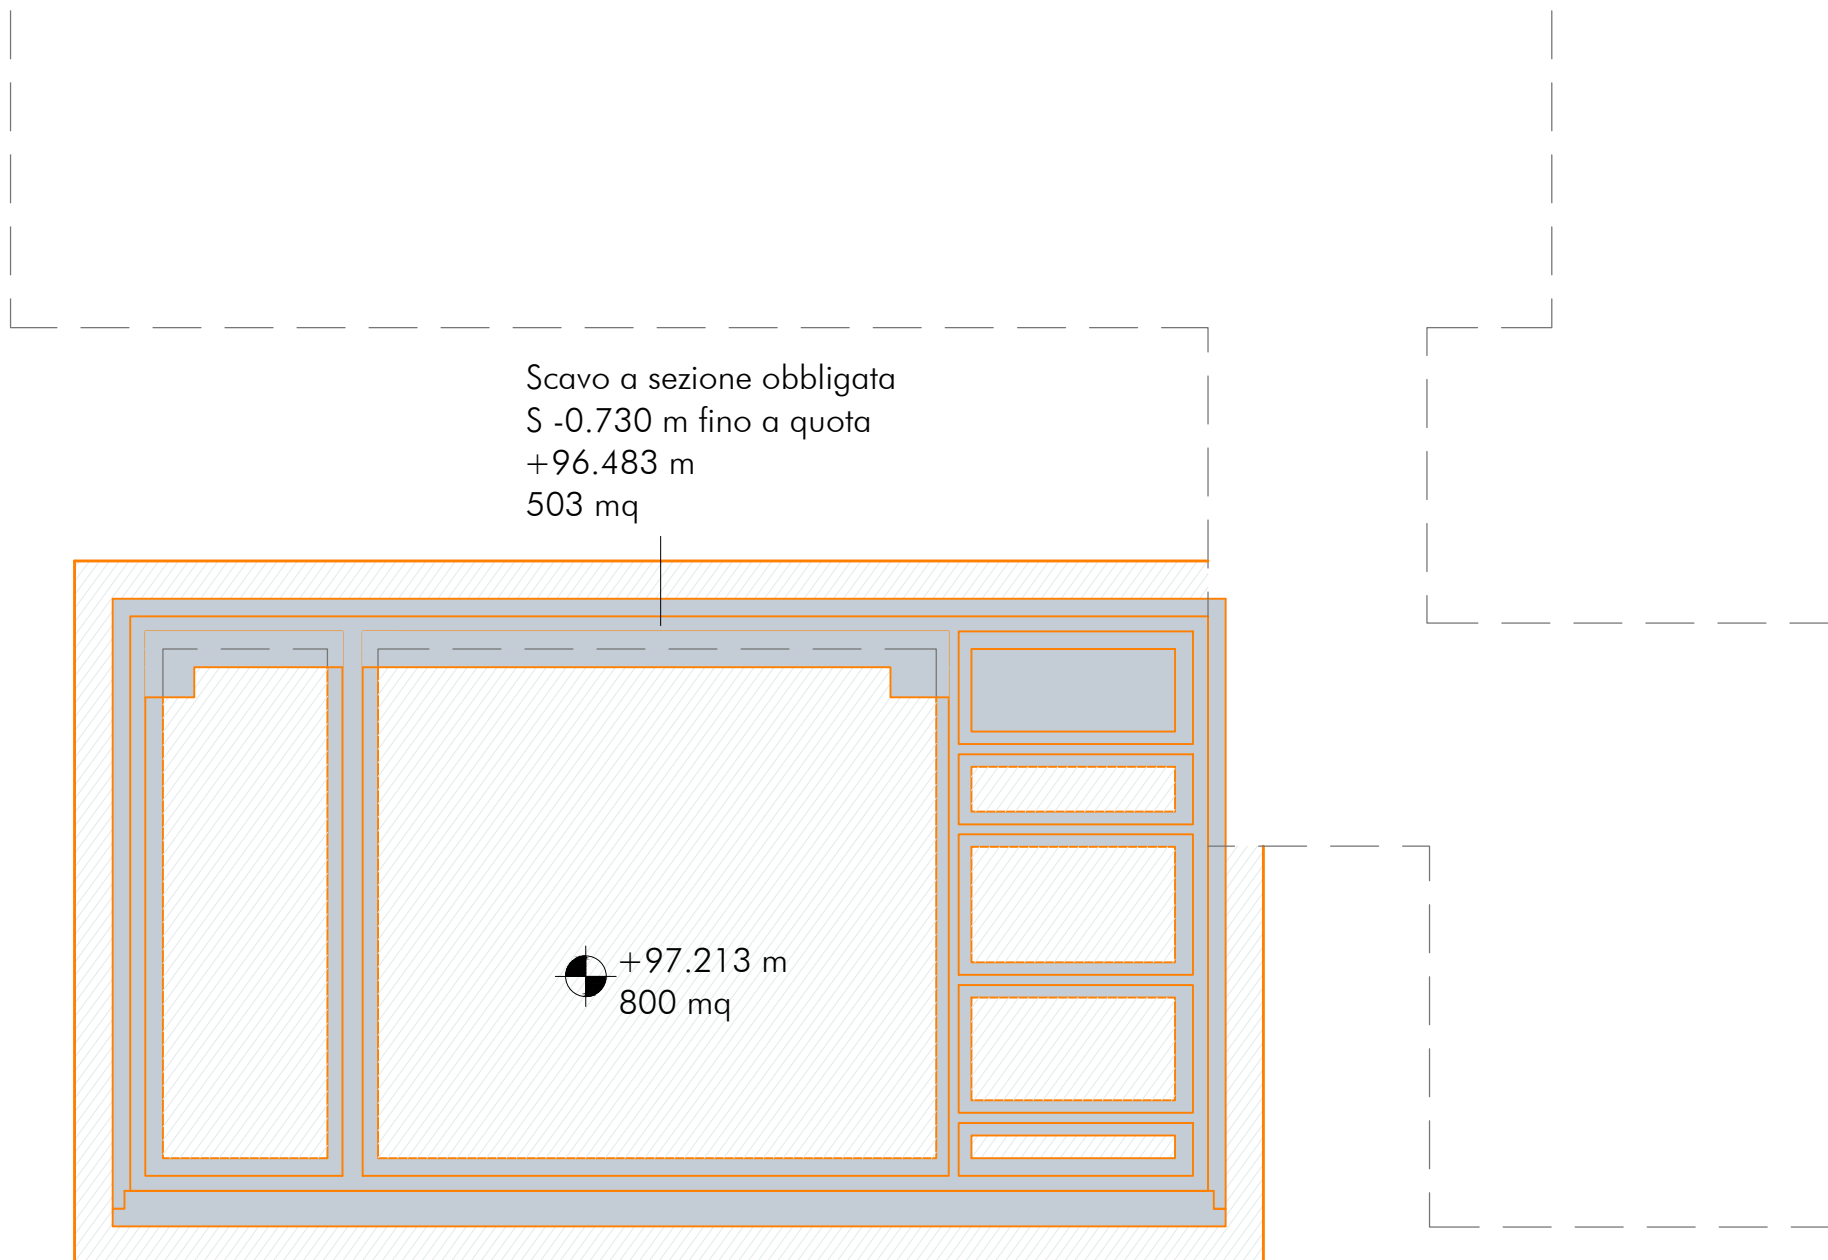 Scavo a sezione obbligata
S -0.730 m fino a quota
+96.483 m
503 mq
+97.213 m
800 mq